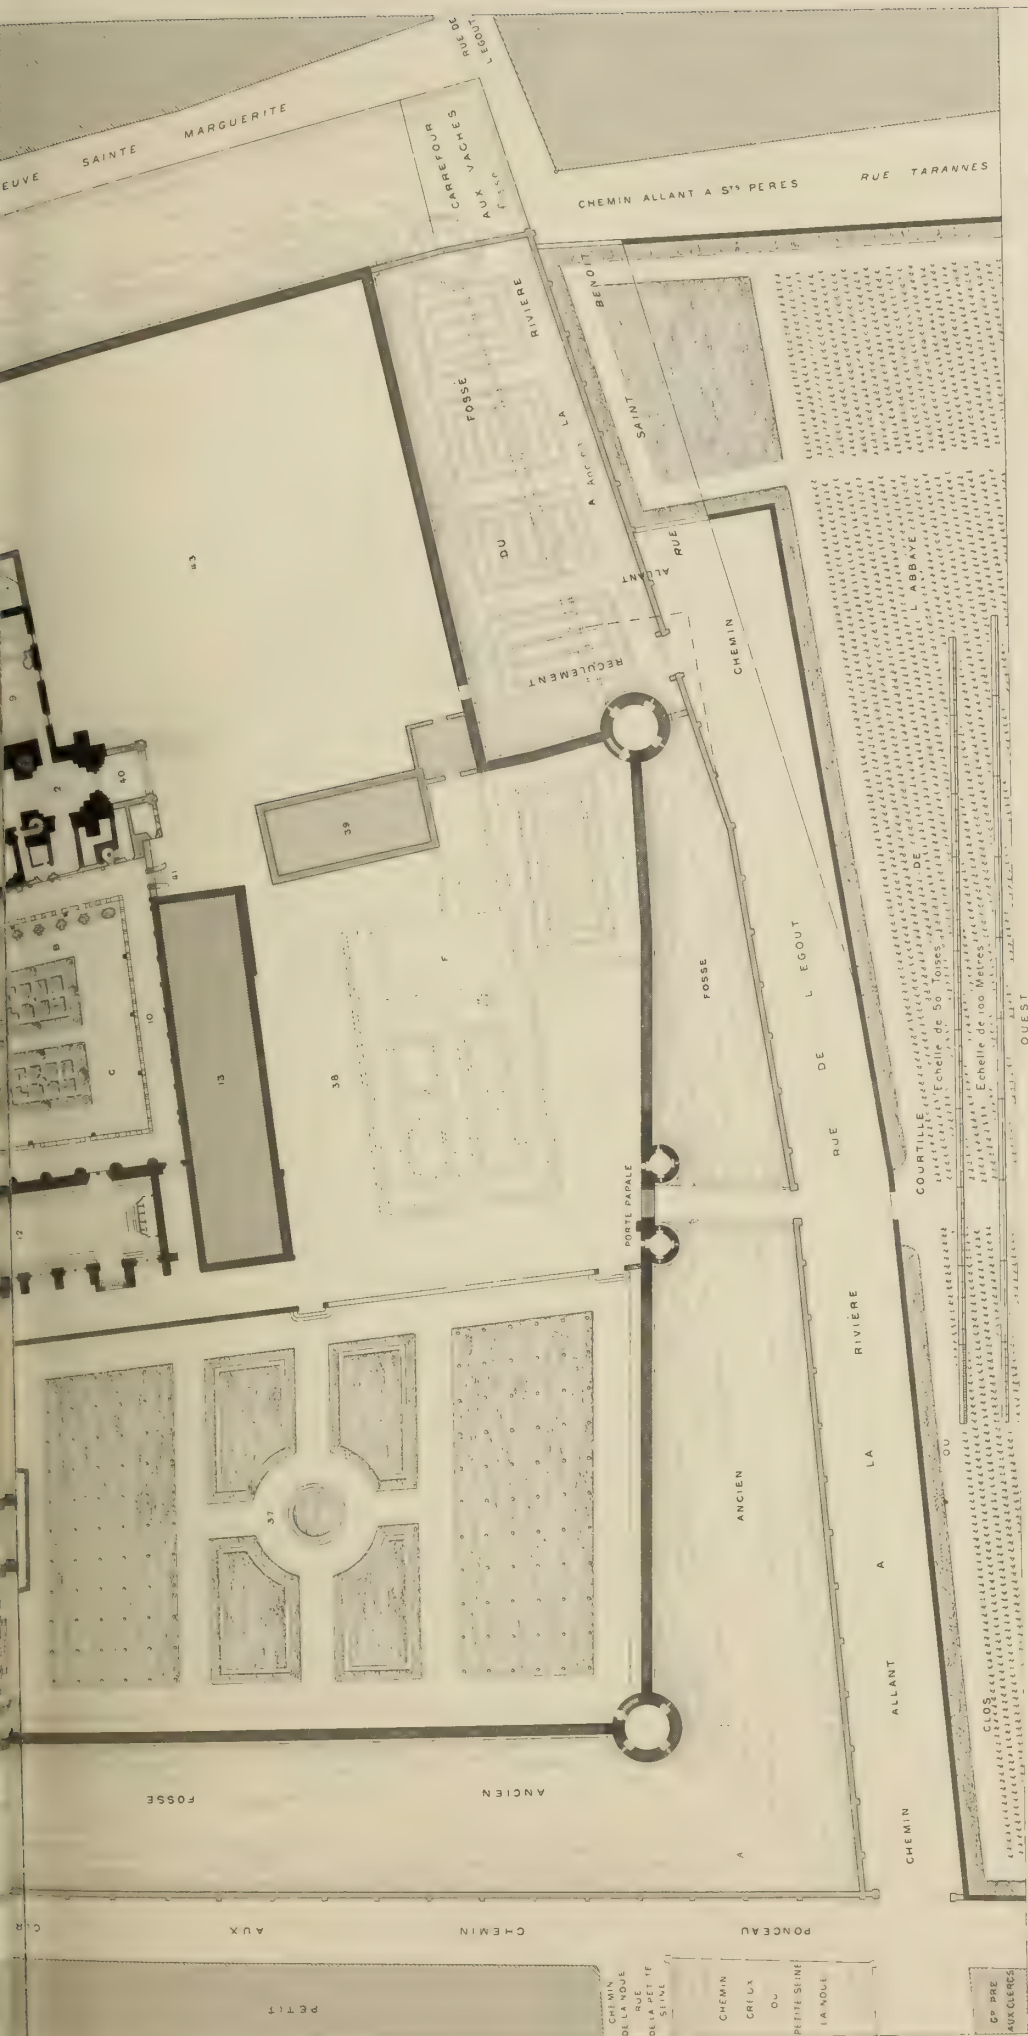 RUE DE
L EGOUT
EUVE SAINTE MARGUERITE
CARREFOUR
AUX VACHES
CHEMIN ALLANT A Sᵀˢ PERES
RUE TARANNES
FOSSÉ
DU
RECULEMENT
ALLANT
A
LA
RIVIERE
RUE
SAINT
BENOIT
CHEMIN
43
9
2
40
41
39
B
10
C
13
38
F
12
37
PORTE PAPALE
FOSSE
ANCIEN
A
RUE
DE
L EGOUT
CHEMIN
ALLANT
A
LA
RIVIERE
COURTILLE
DE
L ABBAYE
OU
CLOS
Echelle de 50 Toises
Echelle de 100 Metres
OUEST
FOSSE
ANCIEN
AUX
CHEMIN
PONCEAU
PETIT
CHEMIN
DE LA NOUE
RUE
DE LA PETITE
SEINE
CHEMIN
CREUX
OU
PETITE SEINE
LA NOUE
Gᴰ PRE
AUX CLERCS